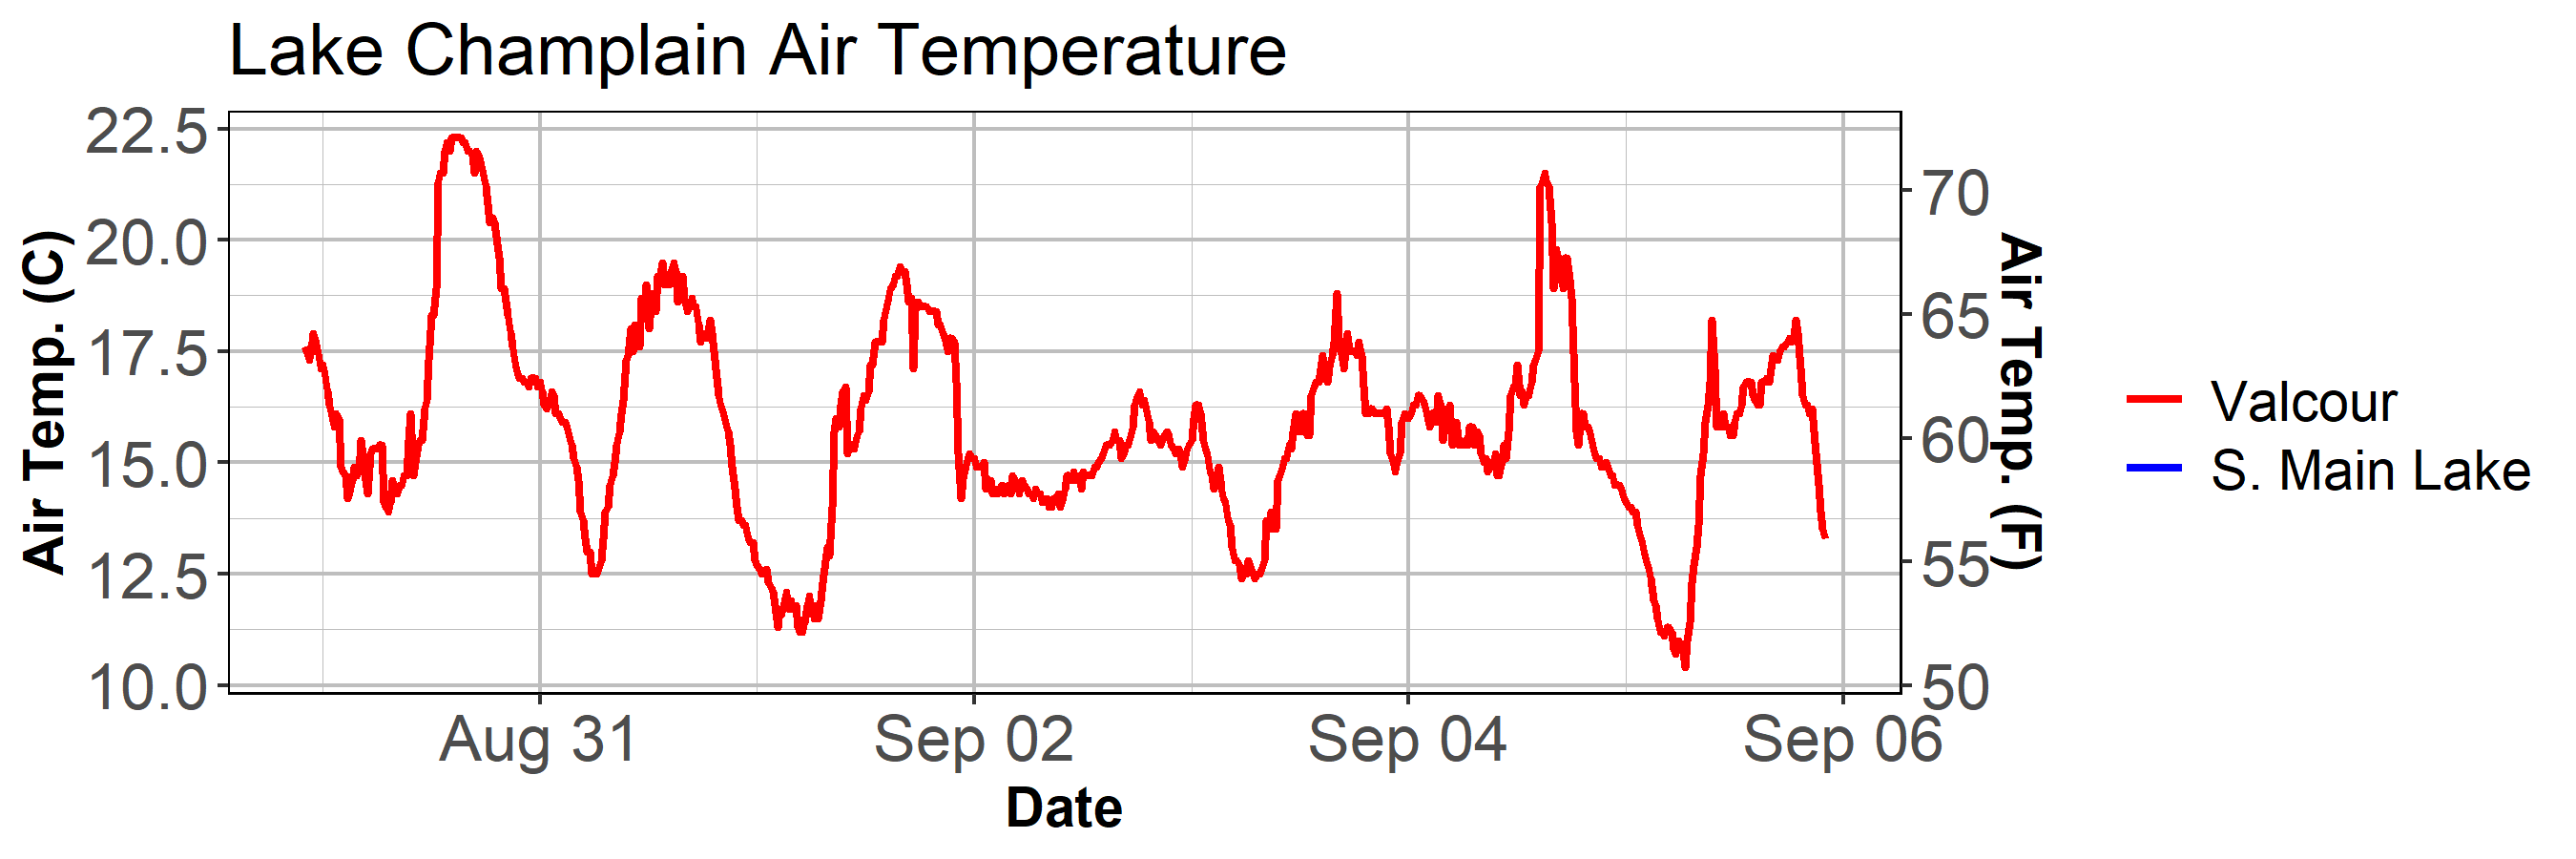 Lake Champlain Air Temperature
Air Temp. (C)
22.5
20.0
17.5
15.0
12.5
10.0
70
65
60
55
50
Air Temp. (F)
Aug 31
Sep 02
Sep 04
Sep 06
Date
Valcour
S. Main Lake